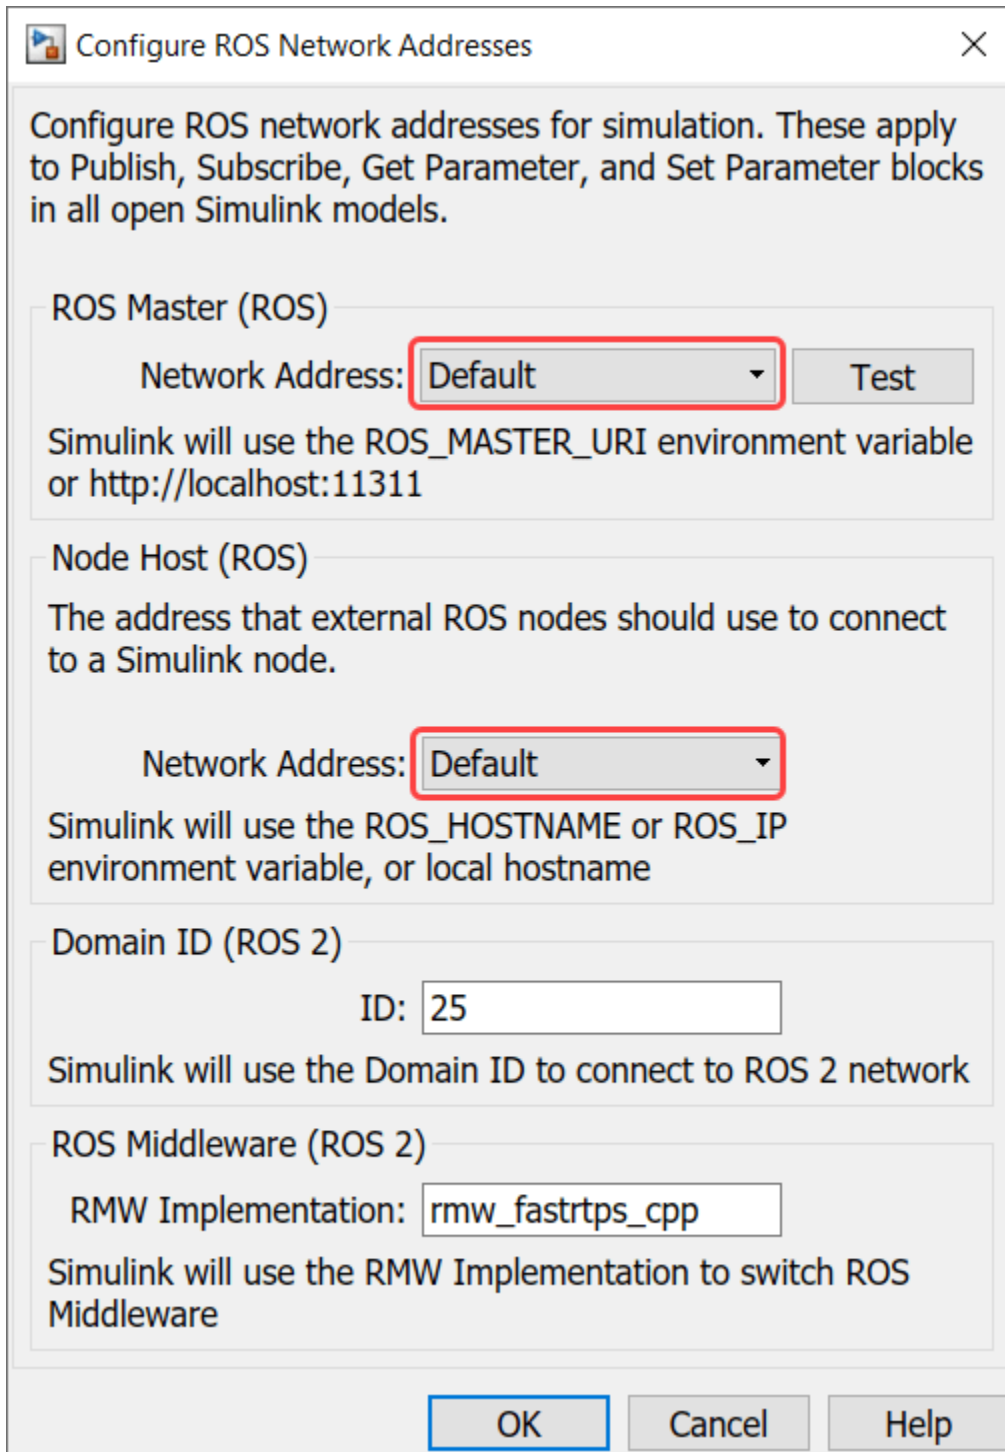 Configure ROS Network Addresses
Configure ROS network addresses for simulation. These apply
to Publish, Subscribe, Get Parameter, and Set Parameter blocks
in all open Simulink models.
ROS Master (ROS)
Network Address: Default Test
Simulink will use the ROS_MASTER_URI environment variable
or http://localhost:11311
Node Host (ROS)
The address that external ROS nodes should use to connect
to a Simulink node.
Network Address: Default
Simulink will use the ROS_HOSTNAME or ROS_IP
environment variable, or local hostname
Domain ID (ROS 2)
ID: 25
Simulink will use the Domain ID to connect to ROS 2 network
ROS Middleware (ROS 2)
RMW Implementation: rmw_fastrtps_cpp
Simulink will use the RMW Implementation to switch ROS
Middleware
OK Cancel Help